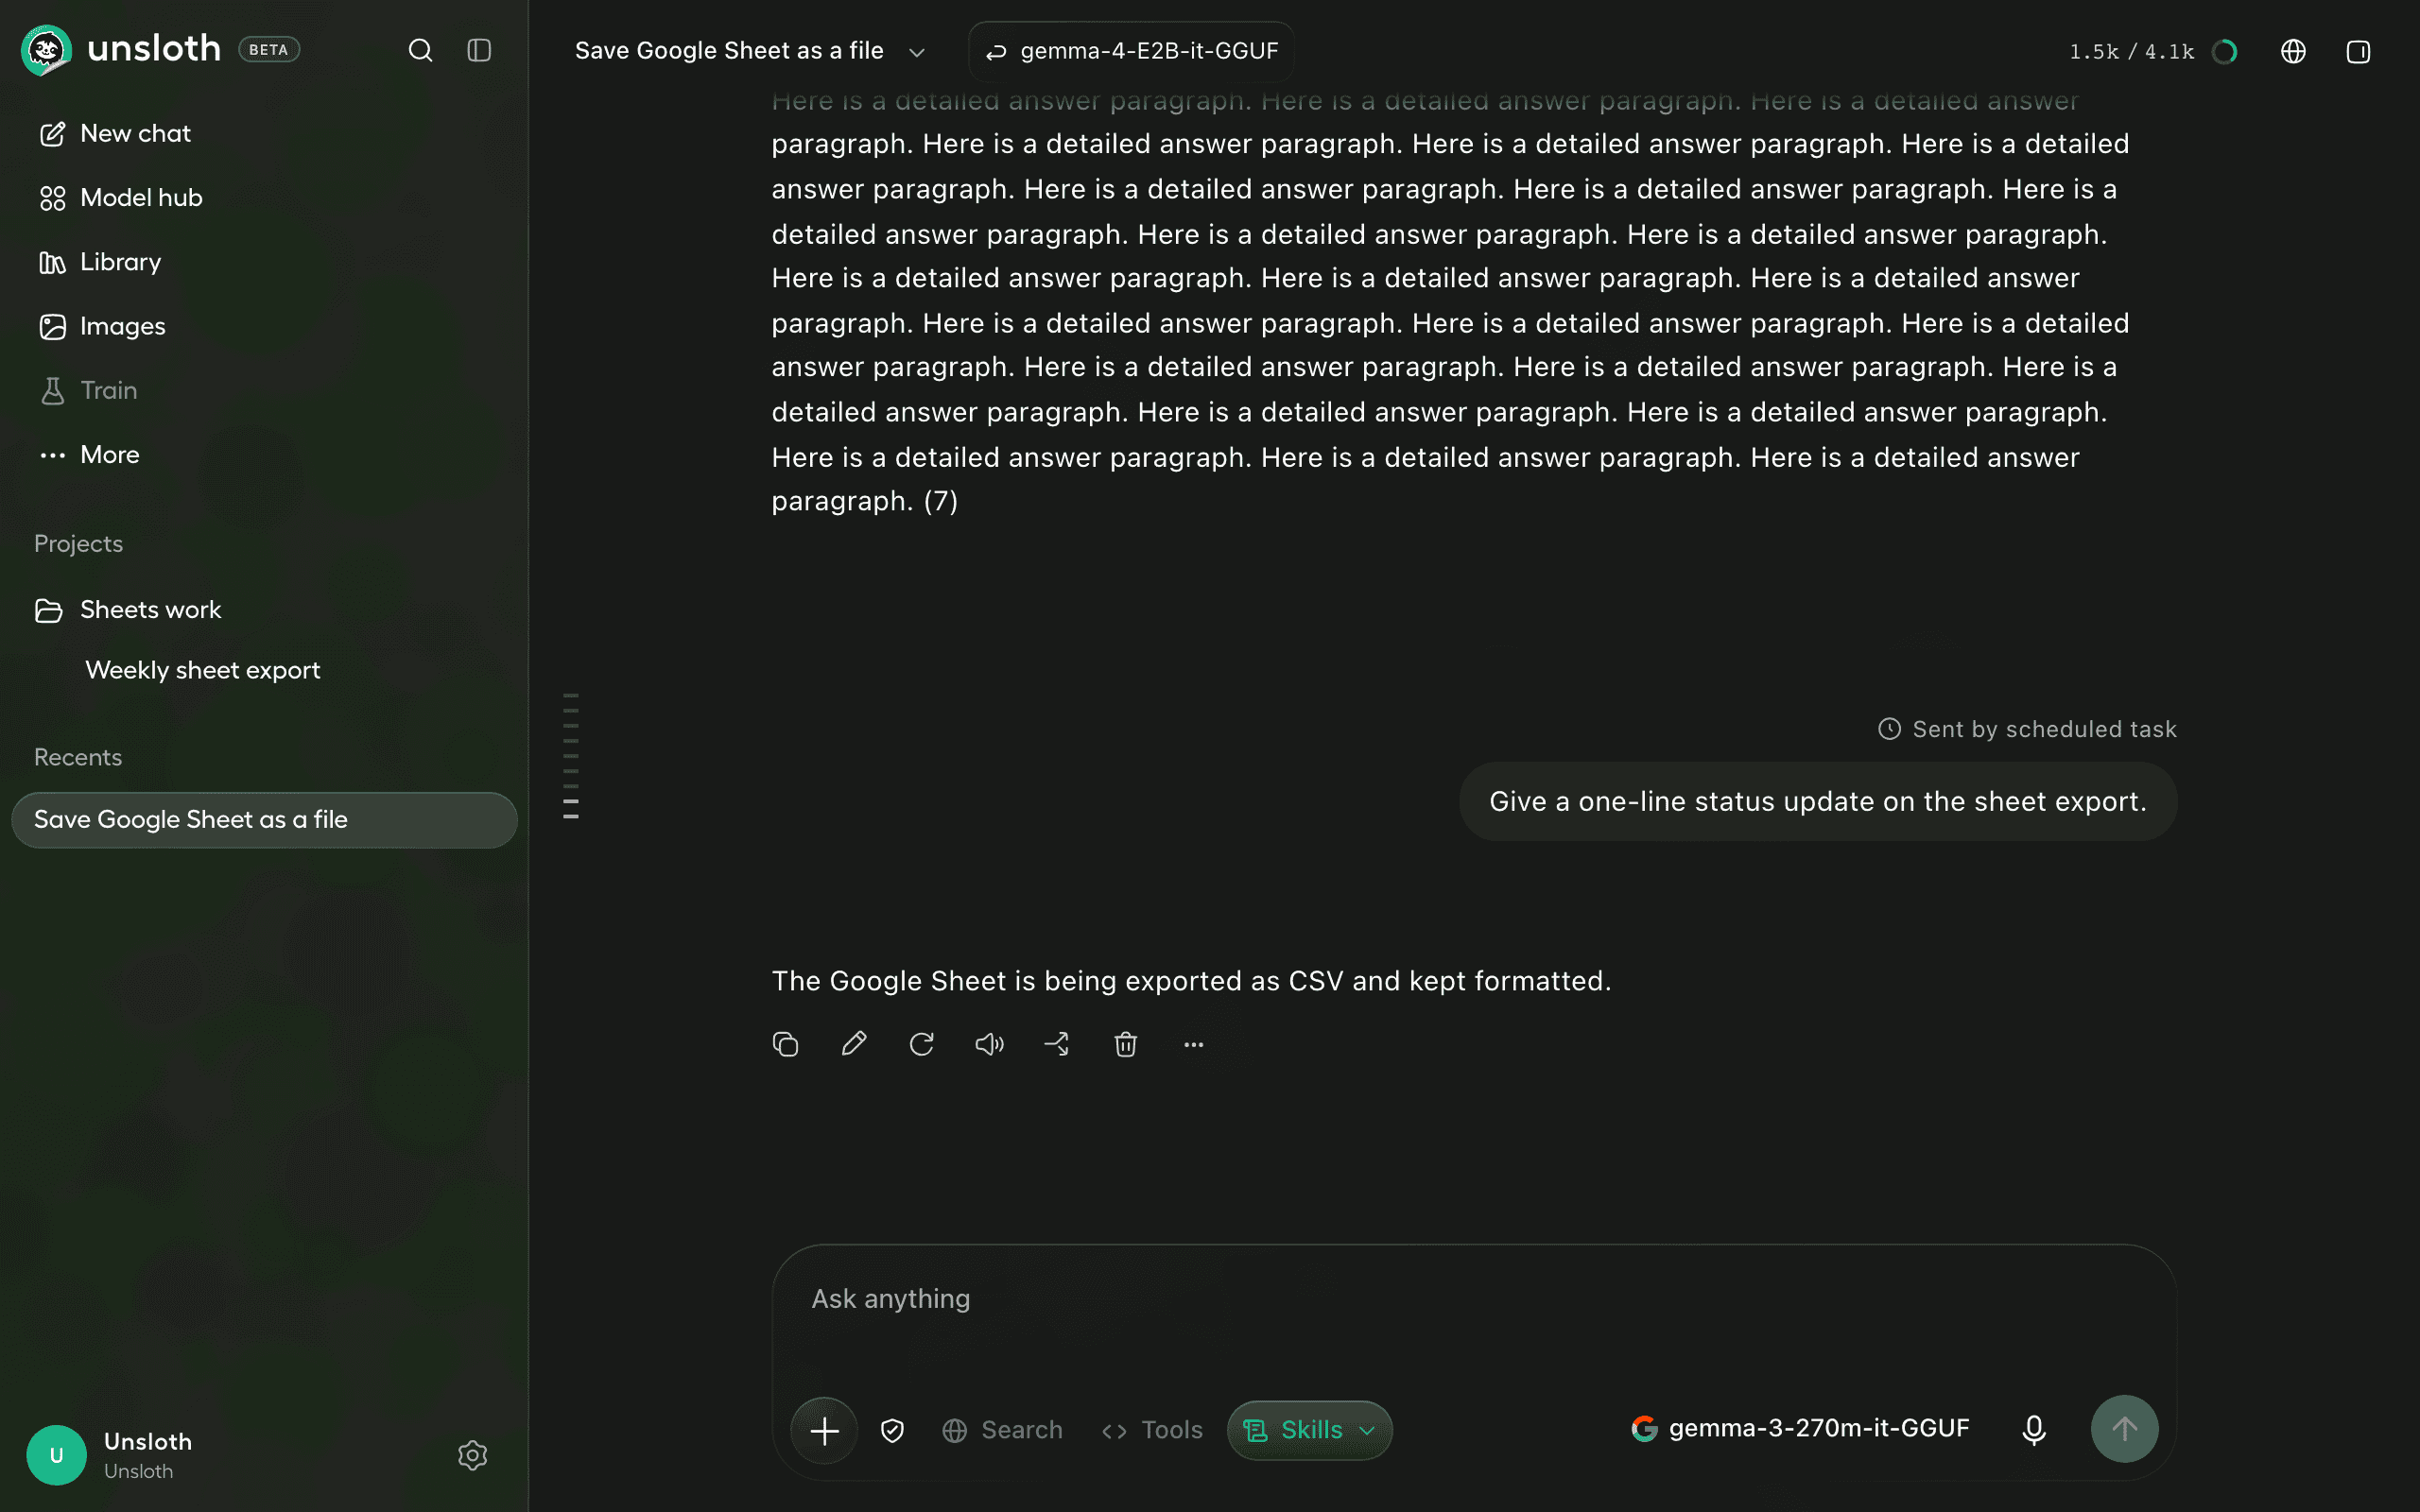 unsloth BETA
New chat
Model hub
Library
Images
Train
More
Projects
Sheets work
Weekly sheet export
Recents
Save Google Sheet as a file
U
Unsloth
Unsloth
Save Google Sheet as a file
gemma-4-E2B-it-GGUF
1.5k / 4.1k
Here is a detailed answer paragraph. Here is a detailed answer paragraph. Here is a detailed answer
paragraph. Here is a detailed answer paragraph. Here is a detailed answer paragraph. Here is a detailed
answer paragraph. Here is a detailed answer paragraph. Here is a detailed answer paragraph. Here is a
detailed answer paragraph. Here is a detailed answer paragraph. Here is a detailed answer paragraph.
Here is a detailed answer paragraph. Here is a detailed answer paragraph. Here is a detailed answer
paragraph. Here is a detailed answer paragraph. Here is a detailed answer paragraph. Here is a detailed
answer paragraph. Here is a detailed answer paragraph. Here is a detailed answer paragraph. Here is a
detailed answer paragraph. Here is a detailed answer paragraph. Here is a detailed answer paragraph.
Here is a detailed answer paragraph. Here is a detailed answer paragraph. Here is a detailed answer
paragraph. (7)
Sent by scheduled task
Give a one-line status update on the sheet export.
The Google Sheet is being exported as CSV and kept formatted.
Ask anything
Search
Tools
Skills
gemma-3-270m-it-GGUF